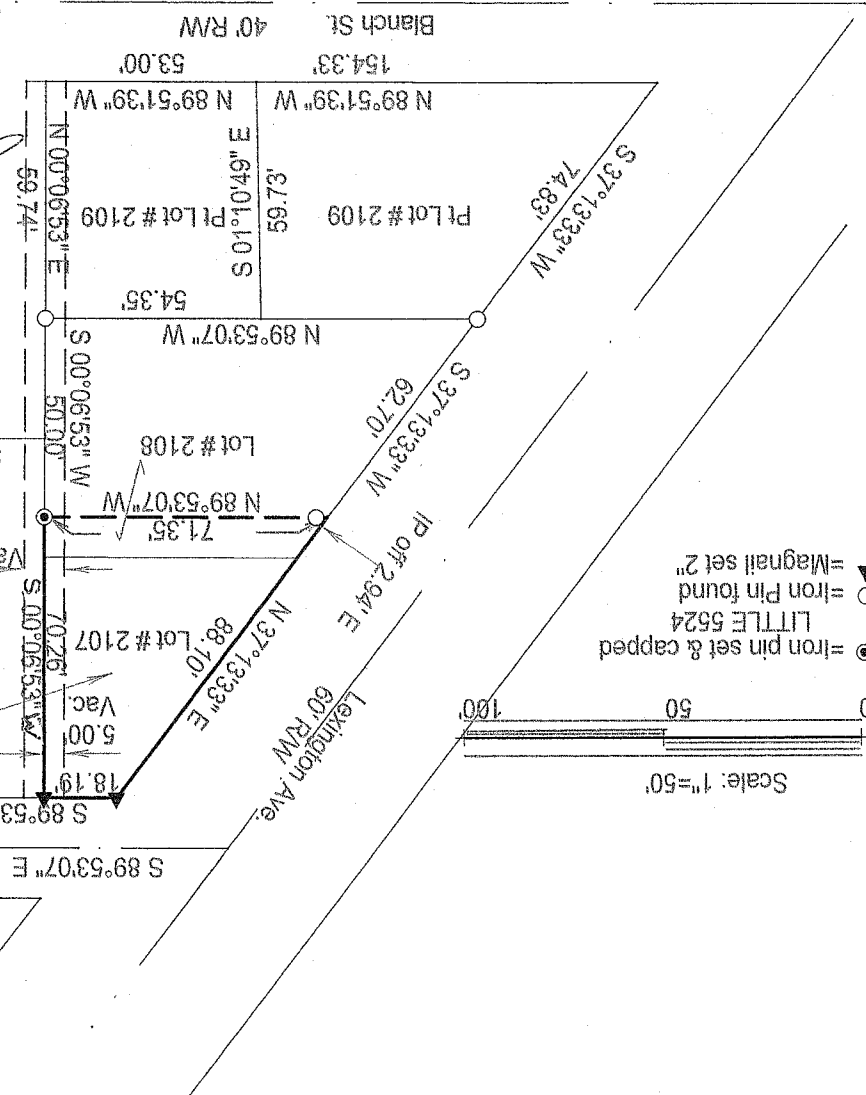 S 89°53'07" E
S 89°53
18.19'
Scale: 1"=50'
0 50 100'
5.00'
Vac.
Lexington Ave.
60' R/W
=Iron pin set & capped
LITTLE 5524
=Iron Pin found
=Magnail set 2"
N 37°13'33" E
88.10'
Lot # 2107
70.26'
S 00°06'53" W
IP off 2.94' E
71.35'
N 89°53'07" W
Lot # 2108
50.00'
S 00°06'53" W
S 37°13'33" W
62.70'
N 89°53'07" W
54.35'
Pt Lot # 2109
59.73'
S 01°10'49" E
Pt Lot # 2109
N 00°06'53" E
59.74'
S 37°13'33" W
74.83'
N 89°51'39" W
154.33'
N 89°51'39" W
53.00'
Blanch St. 40' R/W